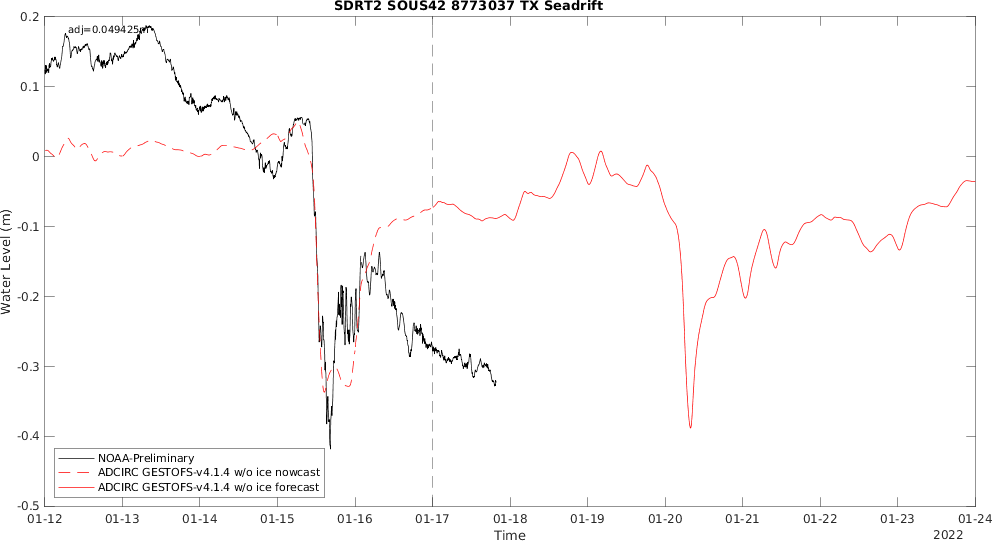 SDRT2 SOUS42 8773037 TX Seadrift
adj=0.049425
0.2
0.1
0
-0.1
-0.2
-0.3
-0.4
-0.5
Water Level (m)
NOAA-Preliminary
ADCIRC GESTOFS-v4.1.4 w/o ice nowcast
ADCIRC GESTOFS-v4.1.4 w/o ice forecast
01-12 01-13 01-14 01-15 01-16 01-17 01-18 01-19 01-20 01-21 01-22 01-23 01-24
Time
2022